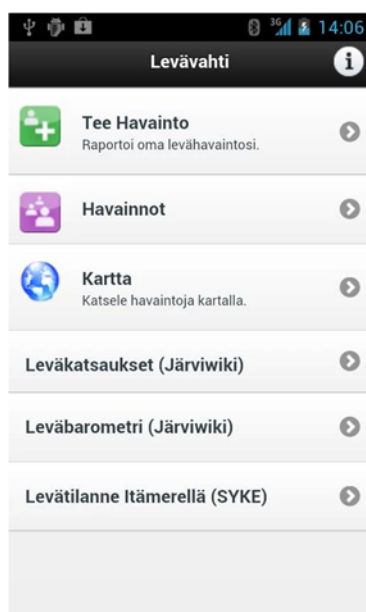 3G 14:06
Levävahti
Tee Havainto
Raportoi oma levähavaintosi.
Havainnot
Kartta
Katsele havaintoja kartalla.
Leväkatsaukset (Järviwiki)
Leväbarometri (Järviwiki)
Levätilanne Itämerellä (SYKE)